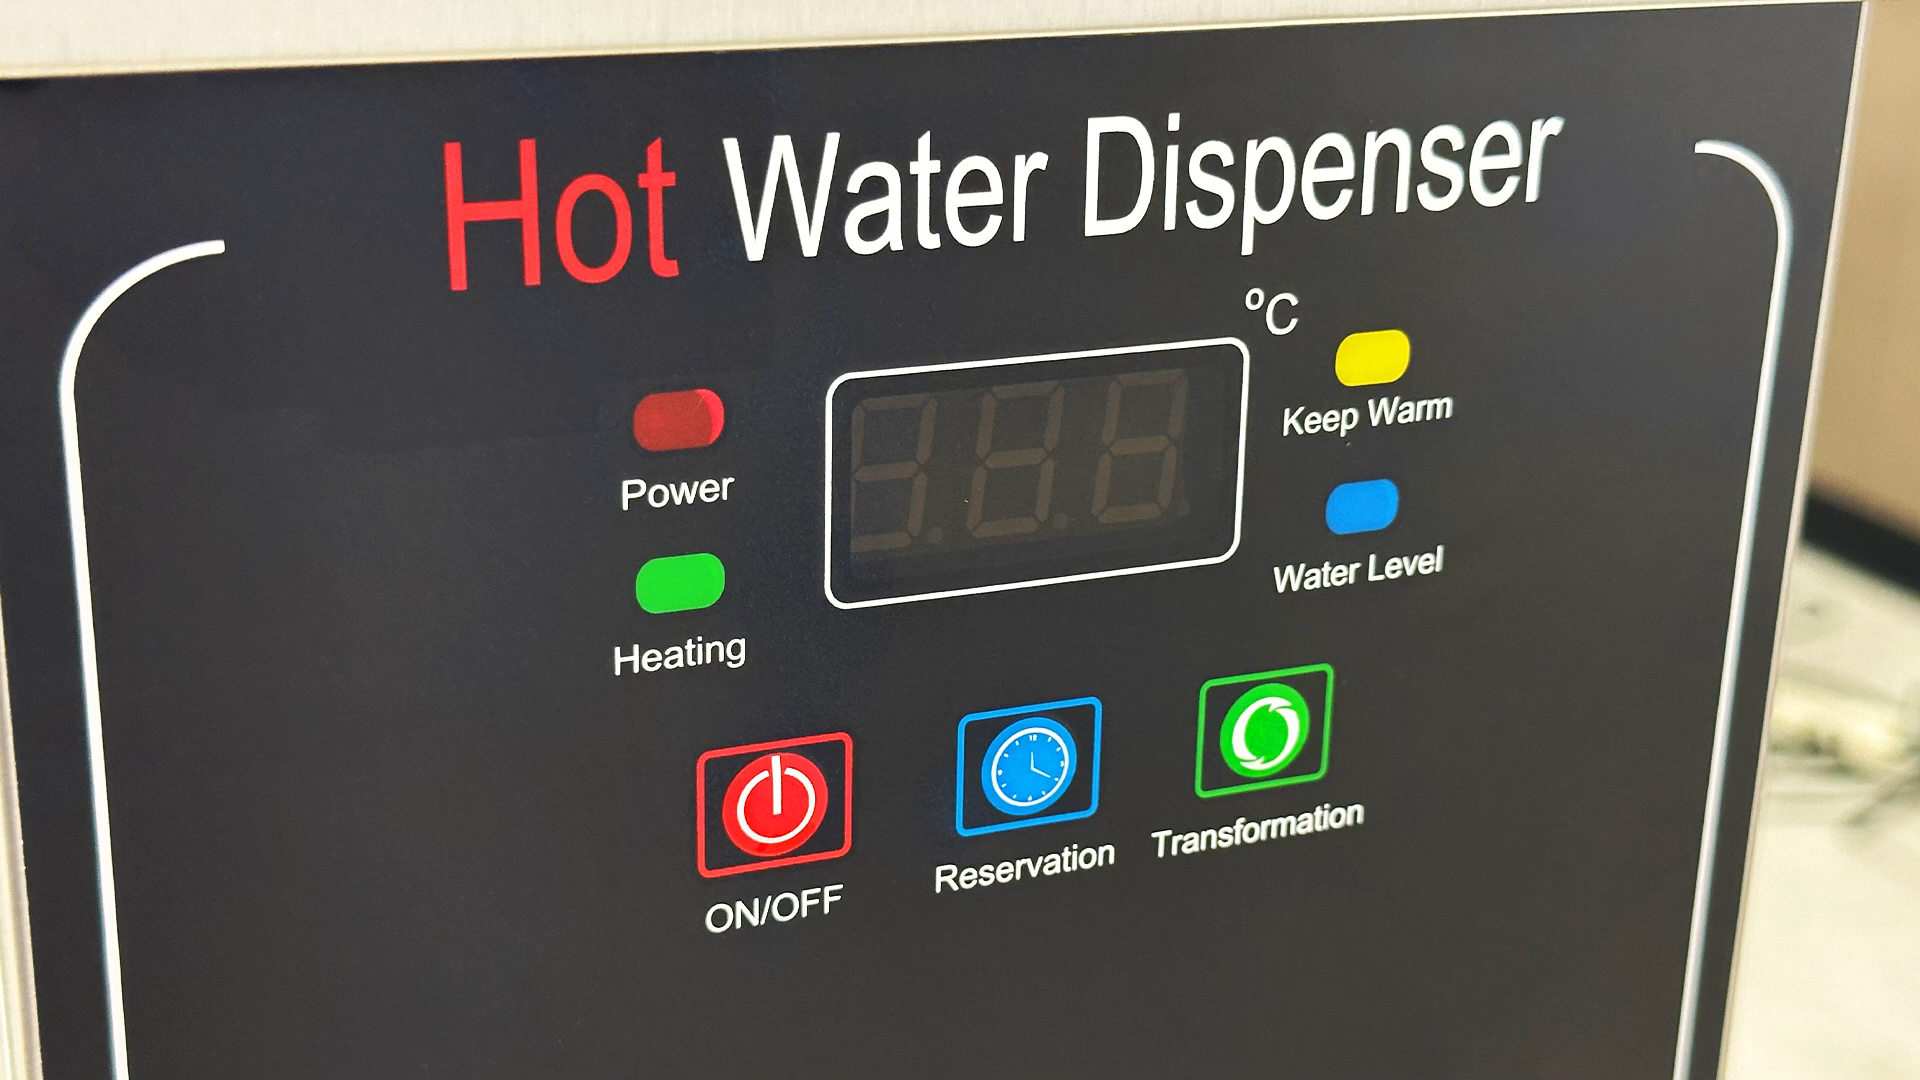 Hot Water Dispenser
°C
Power
Keep Warm
Heating
Water Level
ON/OFF
Reservation
Transformation